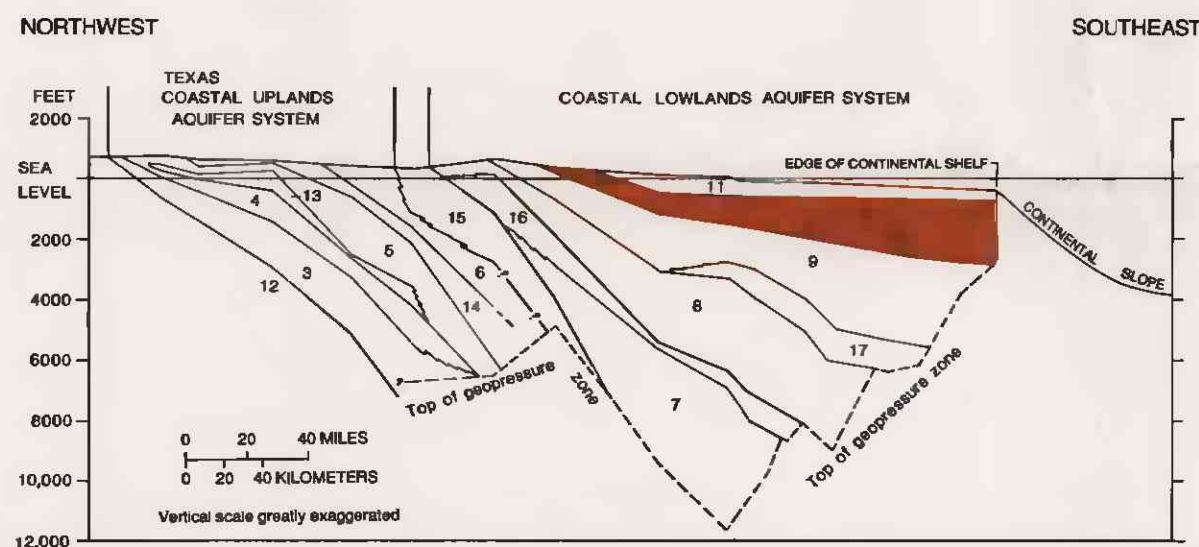 NORTHWEST
SOUTHEAST
TEXAS
COASTAL UPLANDS
AQUIFER SYSTEM
COASTAL LOWLANDS AQUIFER SYSTEM
FEET
2000
SEA
LEVEL
2000
4000
6000
8000
10,000
12,000
EDGE OF CONTINENTAL SHELF
CONTINENTAL SLOPE
11
13
4
15
16
5
3
12
6
9
14
8
17
7
Top of geopressure zone
Top of geopressure zone
0 20 40 MILES
0 20 40 KILOMETERS
Vertical scale greatly exaggerated